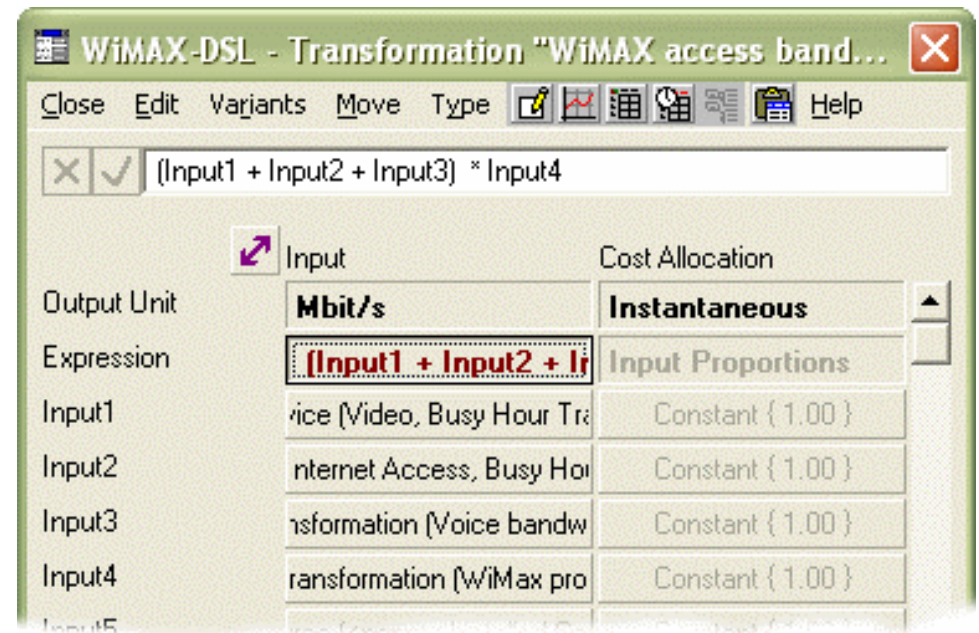 WiMAX-DSL - Transformation "WiMAX access band...
Close Edit Variants Move Type Help
(Input1 + Input2 + Input3) * Input4
Input Cost Allocation
Output Unit Mbit/s Instantaneous
Expression (Input1 + Input2 + In Input Proportions
Input1 vice (Video, Busy Hour Tra Constant { 1.00 }
Input2 nternet Access, Busy Hou Constant { 1.00 }
Input3 nsformation (Voice bandw Constant { 1.00 }
Input4 ransformation (WiMax pro Constant { 1.00 }
Input5